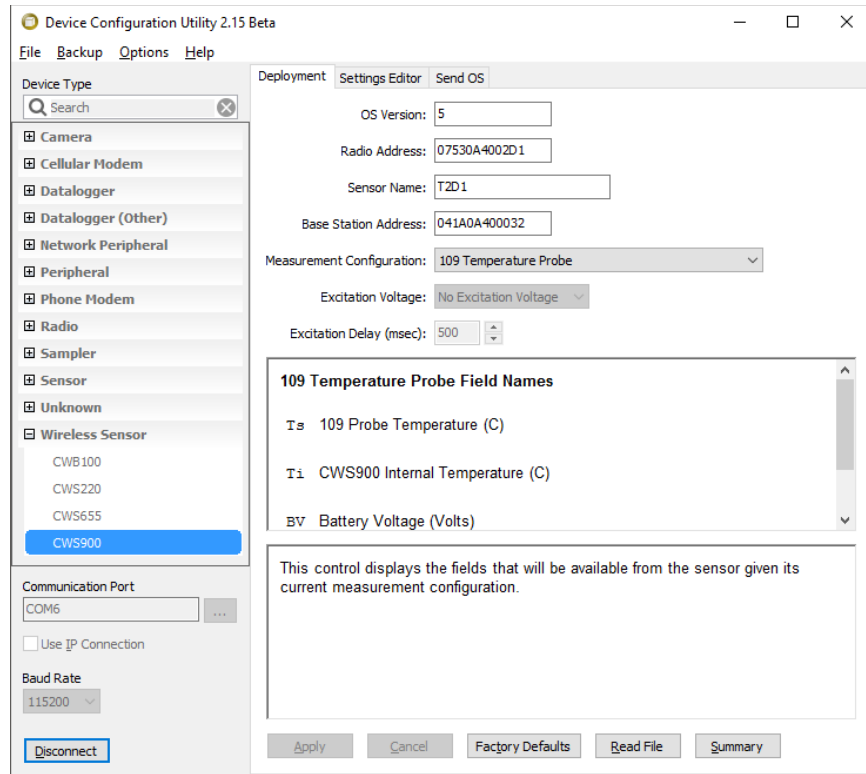 Device Configuration Utility 2.15 Beta
File Backup Options Help
Device Type
Search
Camera
Cellular Modem
Datalogger
Datalogger (Other)
Network Peripheral
Peripheral
Phone Modem
Radio
Sampler
Sensor
Unknown
Wireless Sensor
CWB100
CWS220
CWS655
CWS900
Communication Port
COM6
...
Use IP Connection
Baud Rate
115200
Disconnect
Deployment Settings Editor Send OS
OS Version: 5
Radio Address: 07530A4002D1
Sensor Name: T2D1
Base Station Address: 041A0A400032
Measurement Configuration: 109 Temperature Probe
Excitation Voltage: No Excitation Voltage
Excitation Delay (msec): 500
109 Temperature Probe Field Names
Ts 109 Probe Temperature (C)
Ti CWS900 Internal Temperature (C)
BV Battery Voltage (Volts)
This control displays the fields that will be available from the sensor given its
current measurement configuration.
Apply Cancel Factory Defaults Read File Summary